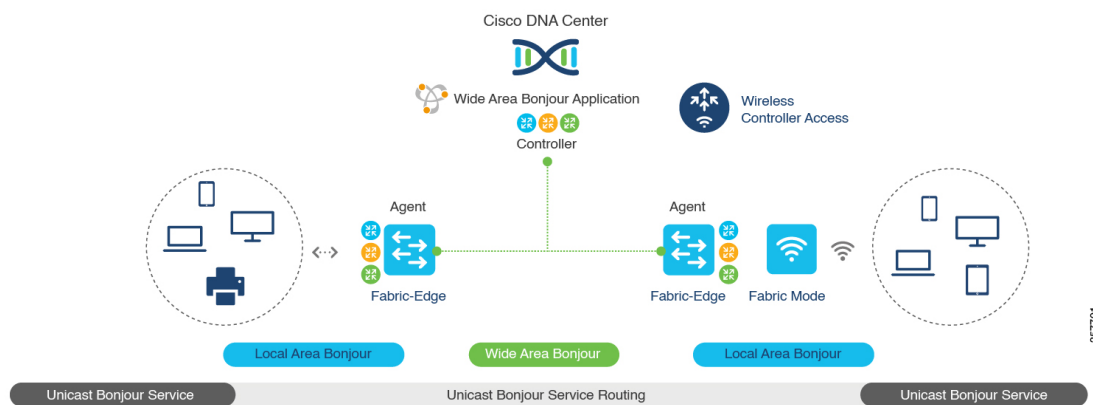 Cisco DNA Center
Wide Area Bonjour Application
Controller
Wireless
Controller Access
Agent
Agent
Fabric-Edge
Fabric-Edge
Fabric Mode
Local Area Bonjour
Wide Area Bonjour
Local Area Bonjour
Unicast Bonjour Service
Unicast Bonjour Service Routing
Unicast Bonjour Service